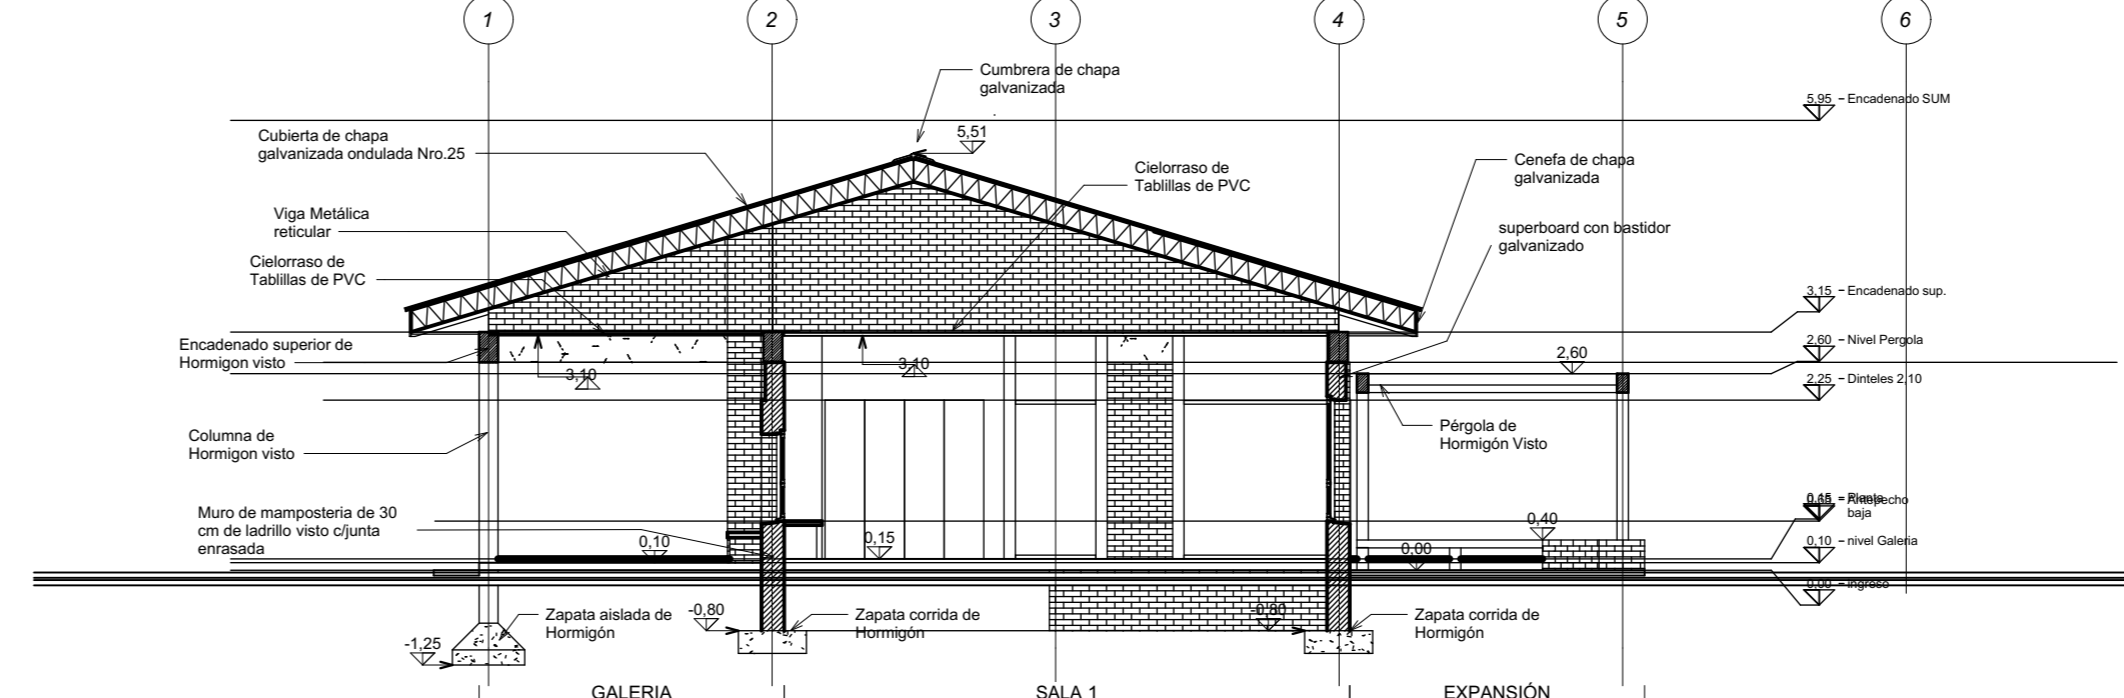 1
2
3
4
5
6
Cumbrera de chapa
galvanizada
5,95 - Encadenado SUM
Cubierta de chapa
galvanizada ondulada Nro.25
5,51
Cielorraso de
Tablillas de PVC
Cenefa de chapa
galvanizada
Viga Metálica
reticular
superboard con bastidor
galvanizado
Cielorraso de
Tablillas de PVC
3,15 - Encadenado sup.
Encadenado superior de
Hormigon visto
3,10
3,10
2,60
2,60 - Nivel Pergola
2,25 - Dinteles 2,10
Columna de
Hormigon visto
Pérgola de
Hormigón Visto
Muro de mamposteria de 30
cm de ladrillo visto c/junta
enrasada
baja
0,10
0,15
0,00
0,40
0,10 - nivel Galeria
0,00 - Ingreso
Zapata aislada de
Hormigón
-0,80
Zapata corrida de
Hormigón
-0,80
Zapata corrida de
Hormigón
-1,25
GALERIA
SALA 1
EXPANSIÓN